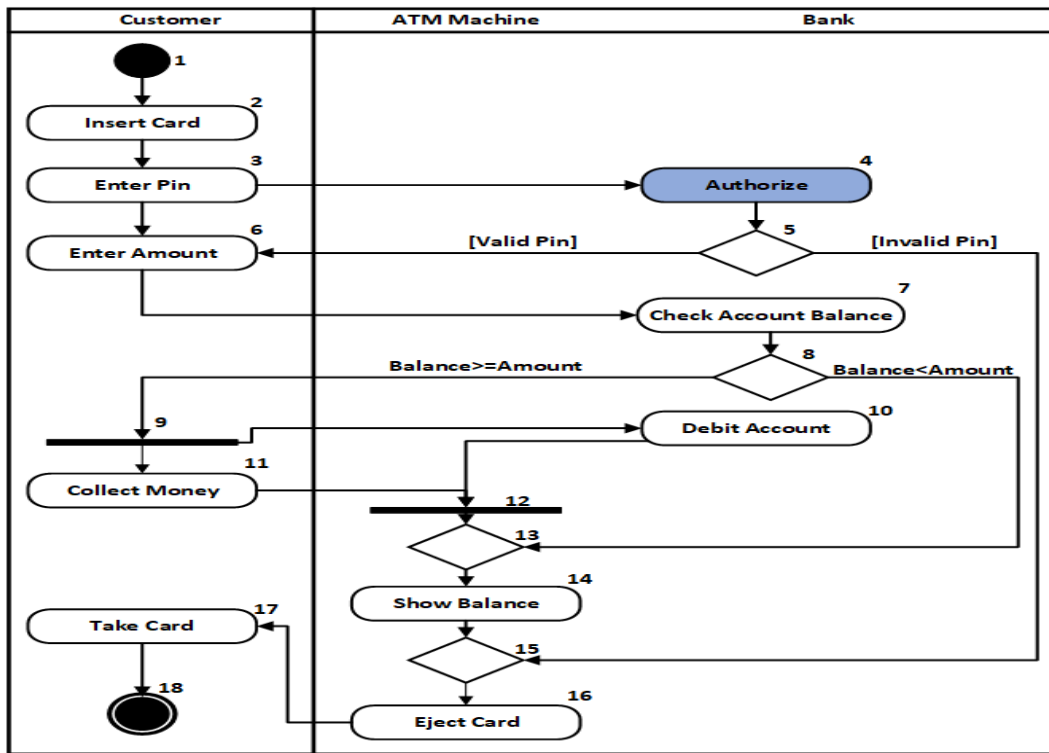 Customer ATM Machine Bank
1
2
Insert Card
3
Enter Pin
4
Authorize
5
[Valid Pin] [Invalid Pin]
6
Enter Amount
7
Check Account Balance
8
Balance>=Amount Balance<Amount
9
10
Debit Account
11
Collect Money
12
13
14
Show Balance
15
16
Eject Card
17
Take Card
18